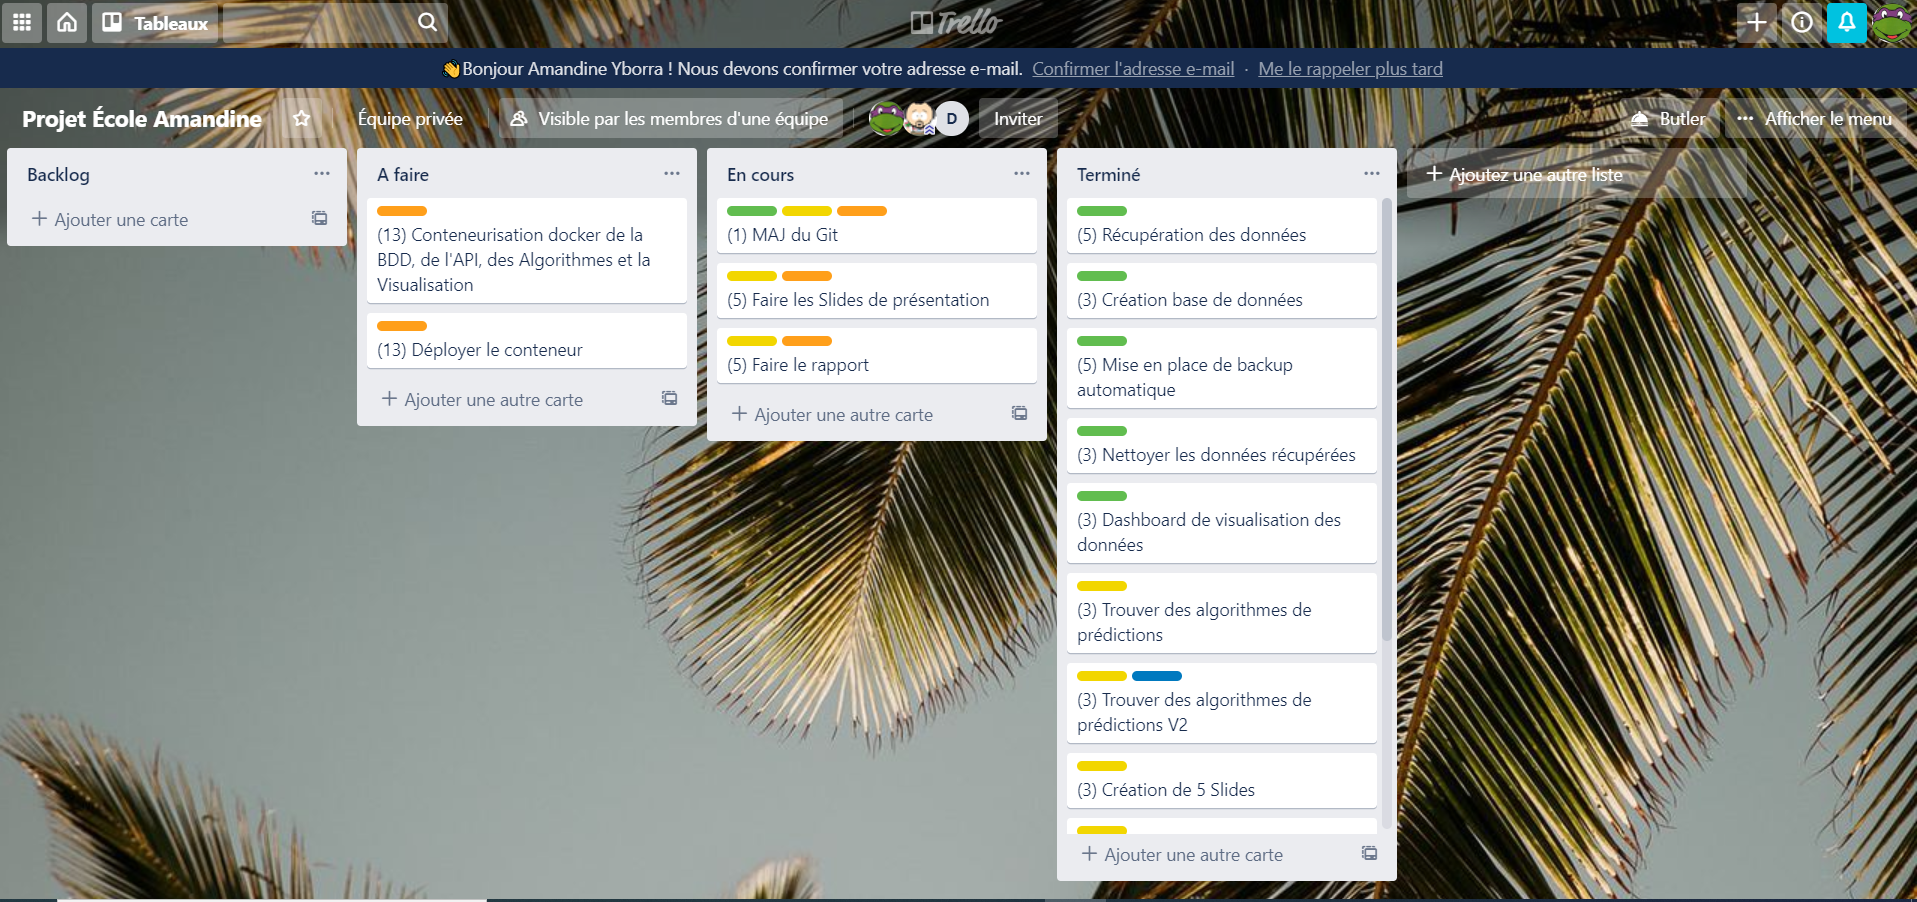 Tableaux
Trello
👋Bonjour Amandine Yborra ! Nous devons confirmer votre adresse e-mail. Confirmer l'adresse e-mail · Me le rappeler plus tard
Projet École Amandine
Équipe privée
Visible par les membres d'une équipe
D
Inviter
Butler
Afficher le menu
Backlog
Ajouter une carte
A faire
(13) Conteneurisation docker de la
BDD, de l'API, des Algorithmes et la
Visualisation
(13) Déployer le conteneur
Ajouter une autre carte
En cours
(1) MAJ du Git
(5) Faire les Slides de présentation
(5) Faire le rapport
Ajouter une autre carte
Terminé
(5) Récupération des données
(3) Création base de données
(5) Mise en place de backup
automatique
(3) Nettoyer les données récupérées
(3) Dashboard de visualisation des
données
(3) Trouver des algorithmes de
prédictions
(3) Trouver des algorithmes de
prédictions V2
(3) Création de 5 Slides
Ajouter une autre carte
Ajoutez une autre liste